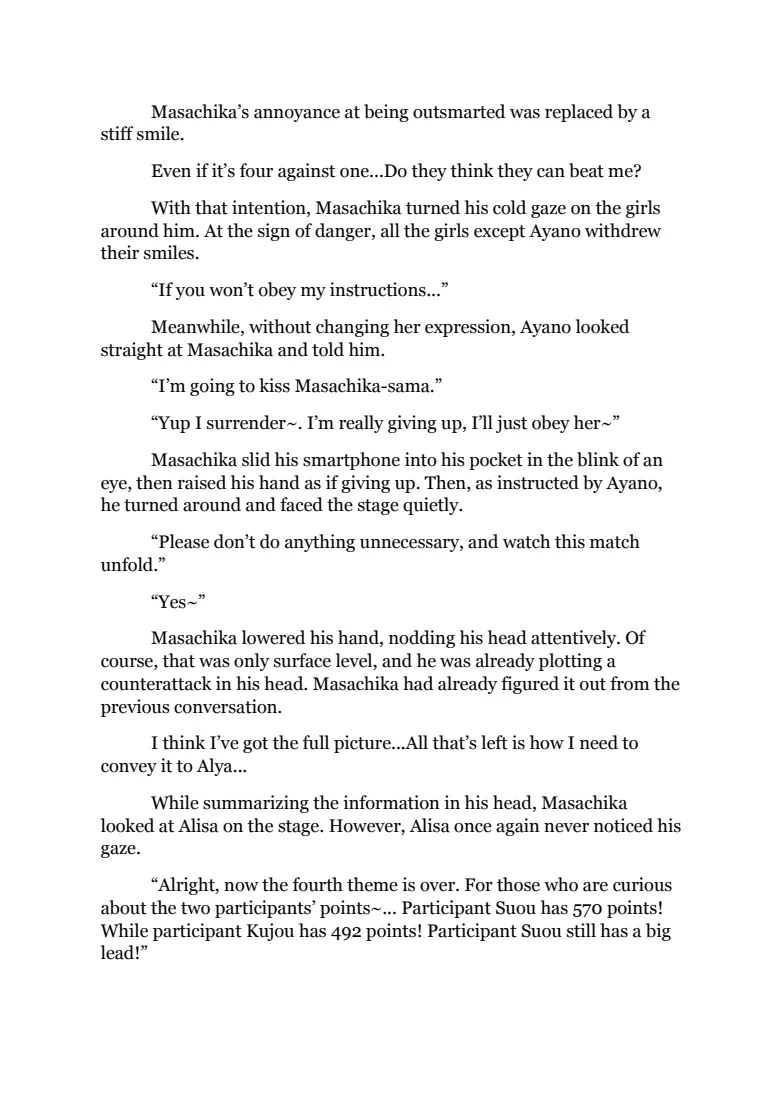 Masachika’s annoyance at being outsmarted was replaced by a
stiff smile.
Even if it’s four against one...Do they think they can beat me?
With that intention, Masachika turned his cold gaze on the girls
around him. At the sign of danger, all the girls except Ayano withdrew
their smiles.
“If you won’t obey my instructions...”
Meanwhile, without changing her expression, Ayano looked
straight at Masachika and told him.
“I’m going to kiss Masachika-sama.”
“Yup I surrender~. I’m really giving up, I’ll just obey her~”
Masachika slid his smartphone into his pocket in the blink of an
eye, then raised his hand as if giving up. Then, as instructed by Ayano,
he turned around and faced the stage quietly.
“Please don’t do anything unnecessary, and watch this match
unfold.”
“Yes~”
Masachika lowered his hand, nodding his head attentively. Of
course, that was only surface level, and he was already plotting a
counterattack in his head. Masachika had already figured it out from the
previous conversation.
I think I’ve got the full picture...All that’s left is how I need to
convey it to Alya...
While summarizing the information in his head, Masachika
looked at Alisa on the stage. However, Alisa once again never noticed his
gaze.
“Alright, now the fourth theme is over. For those who are curious
about the two participants’ points~... Participant Suou has 570 points!
While participant Kujou has 492 points! Participant Suou still has a big
lead!”